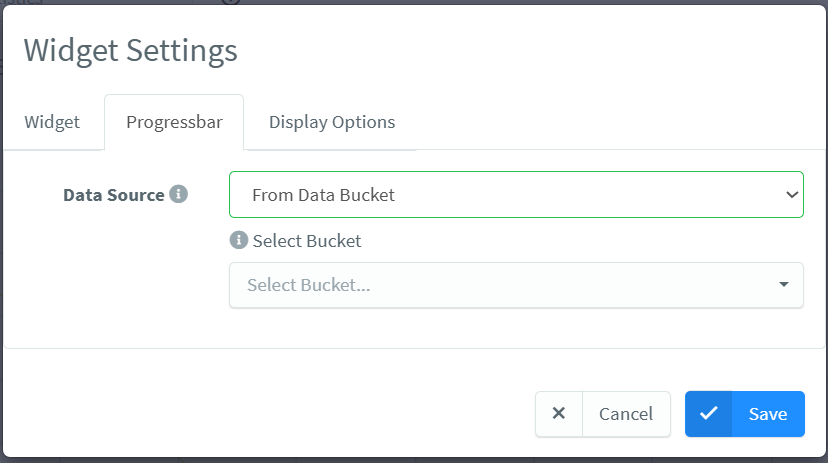 Widget Settings
Widget
Progressbar
Display Options
Data Source
From Data Bucket
Select Bucket
Select Bucket...
Cancel
Save